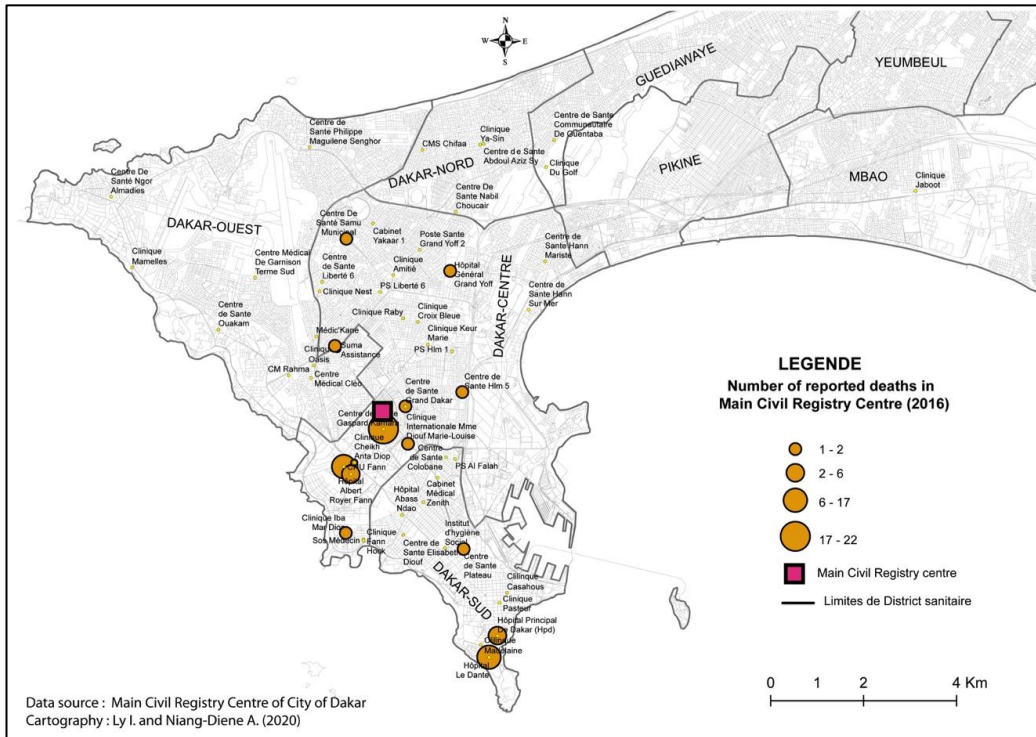 N
W
E
S
GUEDIAWAYE
YEUMBEUL
Centre de
Santé Philippe
Maguilene Senghor
CMS Chifaa
Clinique
Ya-Sin
Centre de Sante
Abdoul Aziz Sy
Centre de Sante
Communautaire
De Guentaba
Clinique
Du Golf
DAKAR-NORD
PIKINE
MBAO
Clinique
Jaboot
Centre De
Santé Ngor
Almadies
Centre De
Sante Nabil
Choucair
DAKAR-OUEST
Centre De
Santé Samu
Municipal
Cabinet
Yakaar 1
Poste Sante
Grand Yoff 2
Centre de
Sante Hann
Mariste
Clinique
Mamelles
Centre Médical
De Garnison
Terme Sud
Centre
de Sante
Liberté 6
Clinique
Amitié
Hôpital
Général
Grand Yoff
DAKAR-CENTRE
Clinique Nest
PS Liberté 6
Centre
de Sante Hann
Sur Mer
Centre
de Sante
Ouakam
Clinique Raby
Clinique
Croix Bleue
Médic'Kane
Clinique Keur
Marie
PS Hlm 1
Clinique
Oasis
Suma
Assistance
CM Rahma
Centre
Médical Cléo
Centre de
Sante Hlm 5
Centre
de Sante
Grand Dakar
Centre de
Gaspard Kamara
Clinique
Internationale Mme
Diouf Marie-Louise
Clinique
Cheikh
Anta Diop
CHU Fann
Hôpital
Albert
Royer Fann
Centre
de Sante
Colobane
PS Al Falah
Cabinet
Médical
Zenith
Hôpital
Abass
Ndao
Clinique Iba
Mar Diop
Sos Médecin
Clinique
Fann
Hock
Institut
d'hygiène
Social
Centre de
Sante Elisabeth
Diouf
Centre
de Sante
Plateau
DAKAR-SUD
Cilinque
Casahous
Clinique
Pasteur
Hôpital Principal
De Dakar (Hpd)
Madelaine
Hôpital
Le Dante
LEGENDE
Number of reported deaths in
Main Civil Registry Centre (2016)
1 - 2
2 - 6
6 - 17
17 - 22
Main Civil Registry centre
Limites de District sanitaire
0 2 4 Km
Data source : Main Civil Registry Centre of City of Dakar
Cartography : Ly I. and Niang-Diene A. (2020)